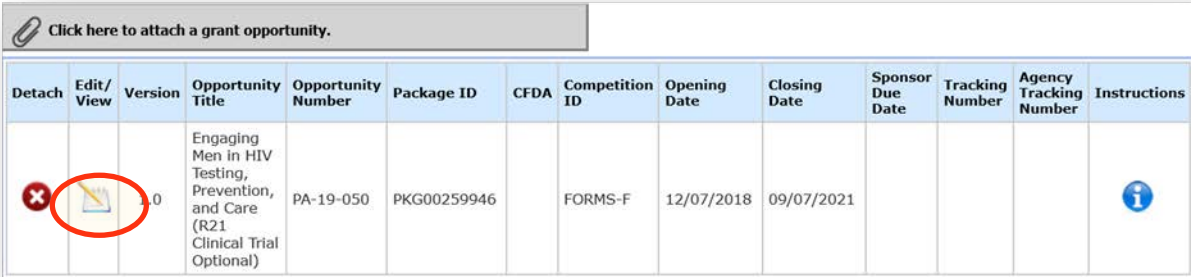 Click here to attach a grant opportunity.
Detach Edit/ View Version Opportunity Title Opportunity Number Package ID CFDA Competition ID Opening Date Closing Date Sponsor Due Date Tracking Number Agency Tracking Number Instructions
Engaging
Men in HIV
Testing,
Prevention,
and Care
(R21
Clinical Trial
Optional)
1.0 PA-19-050 PKG00259946 FORMS-F 12/07/2018 09/07/2021